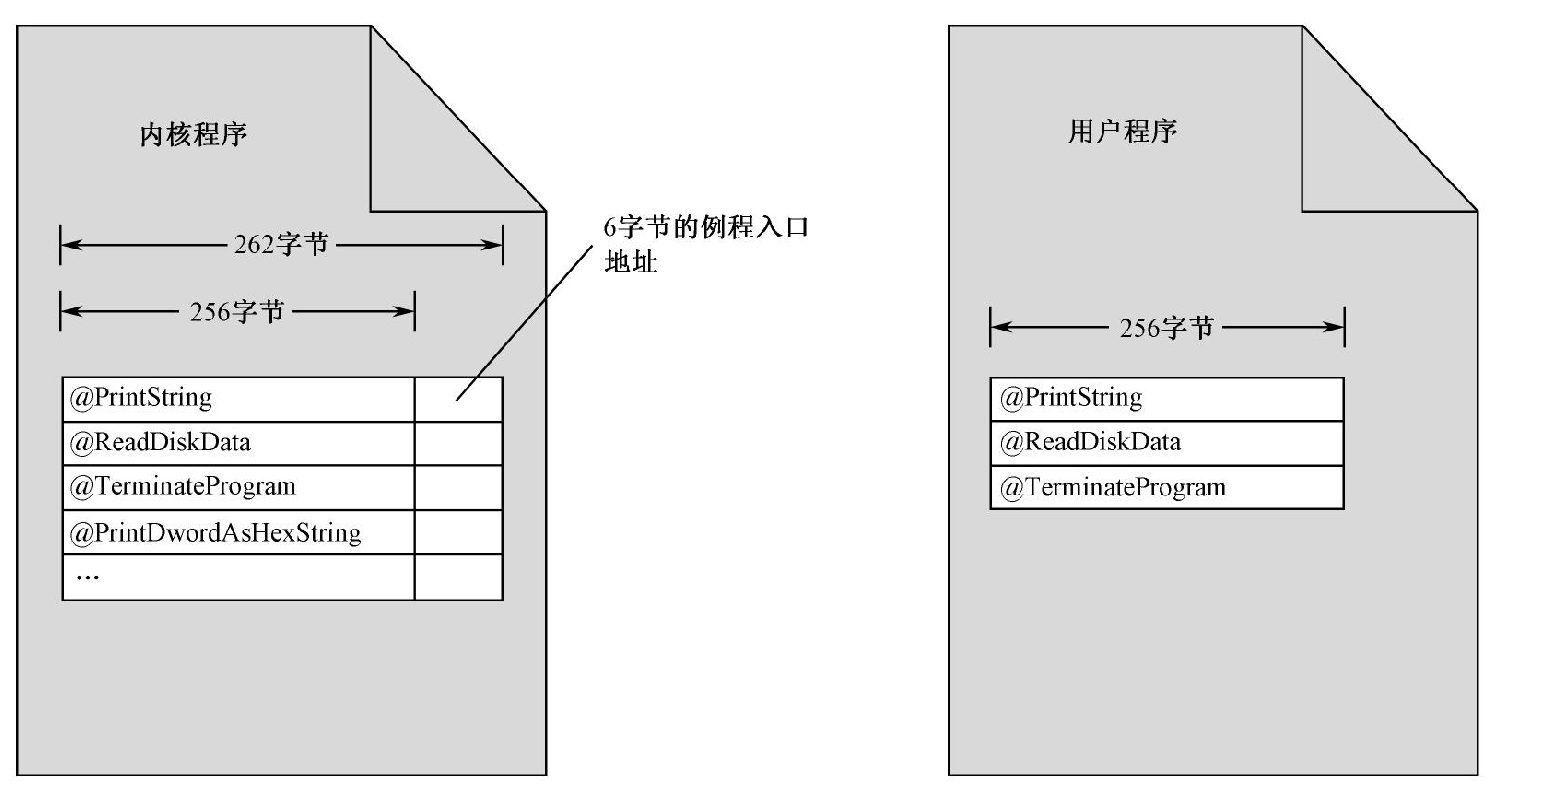 内核程序
262字节
256字节
6字节的例程入口
地址
@PrintString
@ReadDiskData
@TerminateProgram
@PrintDwordAsHexString
...
用户程序
256字节
@PrintString
@ReadDiskData
@TerminateProgram